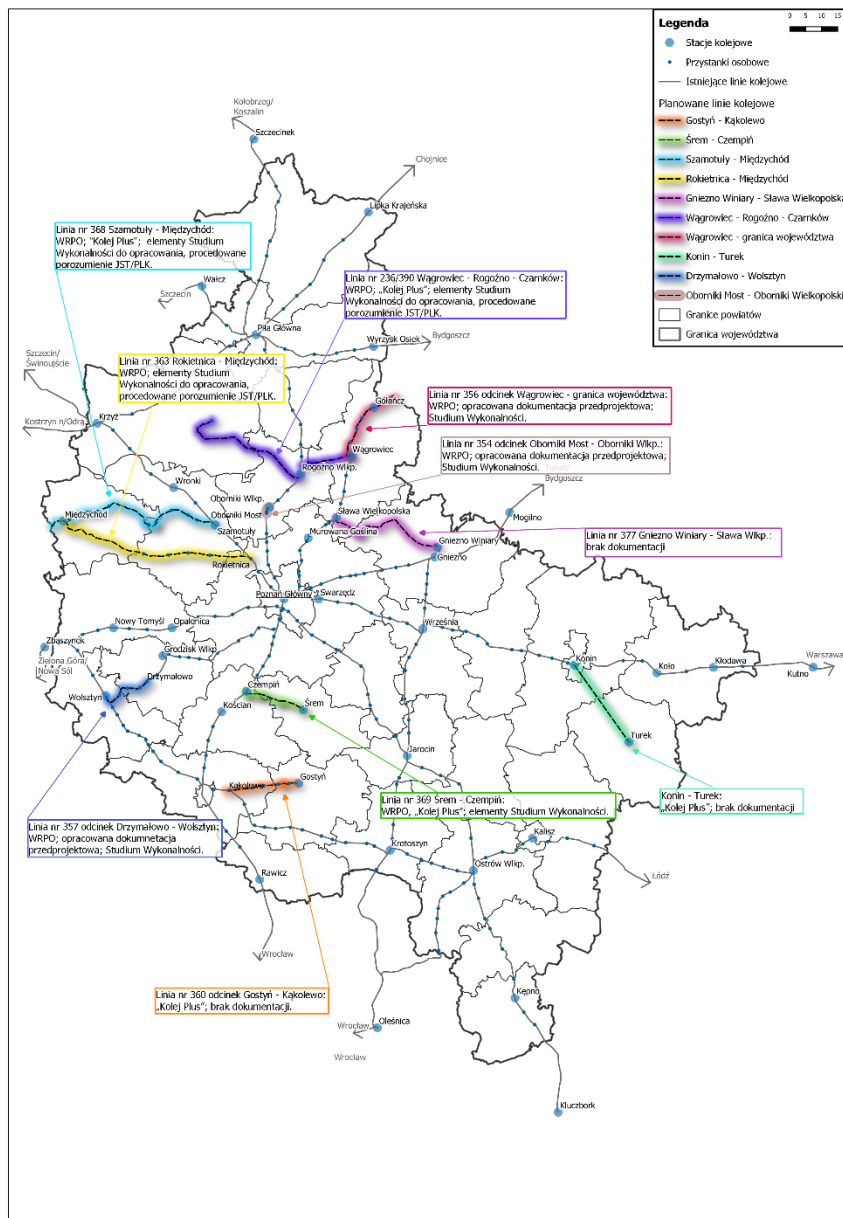 Legenda
0 5 10 15
Stacje kolejowe
Przystanki osobowe
Istniejące linie kolejowe
Planowane linie kolejowe
Gostyń - Kąkolewo
Śrem - Czempiń
Szamotuły - Międzychód
Rokietnica - Międzychód
Gniezno Winiary - Sława Wielkopolska
Wągrowiec - Rogoźno - Czarnków
Wągrowiec - granica województwa
Konin - Turek
Drzymałowo - Wolsztyn
Oborniki Most - Oborniki Wielkopolski
Granice powiatów
Granica województwa
Kołobrzeg/
Koszalin
Szczecinek
Chojnice
Lipka Krajeńska
Linia nr 368 Szamotuły - Międzychód:
WRPO; "Kolej Plus"; elementy Studium
Wykonalności do opracowania, procedowane
porozumienie JST/PLK.
Wałcz
Szczecin
Linia nr 236/390 Wągrowiec - Rogoźno - Czarnków:
WRPO; „Kolej Plus"; elementy Studium
Wykonalności do opracowania, procedowane
porozumienie JST/PLK.
Piła Główna
Wyrzysk Osiek
Bydgoszcz
Szczecin/
Świnoujście
Linia nr 363 Rokietnica - Międzychód:
WRPO; elementy Studium
Wykonalności do opracowania,
procedowane porozumienie JST/PLK.
Kostrzyn n/Odrą
Krzyż
Gołańcz
Linia nr 356 odcinek Wągrowiec - granica województwa:
WRPO; opracowana dokumentacja przedprojektowa;
Studium Wykonalności.
Wągrowiec
Linia nr 354 odcinek Oborniki Most - Oborniki Wlkp.:
WRPO; opracowana dokumentacja przedprojektowa;
Studium Wykonalności.
Rogoźno Wlkp.
Toruń/
Bydgoszcz
Wronki
Oborniki Wlkp.
Oborniki Most
Sława Wielkopolska
Mogilno
Międzychód
Szamotuły
Murowana Goślina
Gniezno Winiary
Gniezno
Linia nr 377 Gniezno Winiary - Sława Wlkp.:
brak dokumentacji
Rokietnica
Poznań Główny
Swarzędz
Nowy Tomyśl
Opalenica
Września
Zbąszynek
Grodzisk Wlkp
Zielona Góra/
Nowa Sól
Konin
Koło
Kłodawa
Warszawa
Kutno
Drzymałowo
Wolsztyn
Czempiń
Śrem
Kościan
Turek
Jarocin
Kąkolewo
Gostyń
Linia nr 369 Śrem - Czempiń:
WRPO, „Kolej Plus"; elementy Studium Wykonalności.
Konin - Turek:
„Kolej Plus"; brak dokumentacji
Linia nr 357 odcinek Drzymałowo - Wolsztyn:
WRPO; opracowana dokumnetacja
przedprojektowa; Studium Wykonalności.
Kalisz
Krotoszyn
Ostrów Wlkp.
Rawicz
Łódź
Wrocław
Linia nr 360 odcinek Gostyń - Kąkolewo:
„Kolej Plus"; brak dokumentacji.
Kępno
Oleśnica
Wrocław
Wrocław
Kluczbork